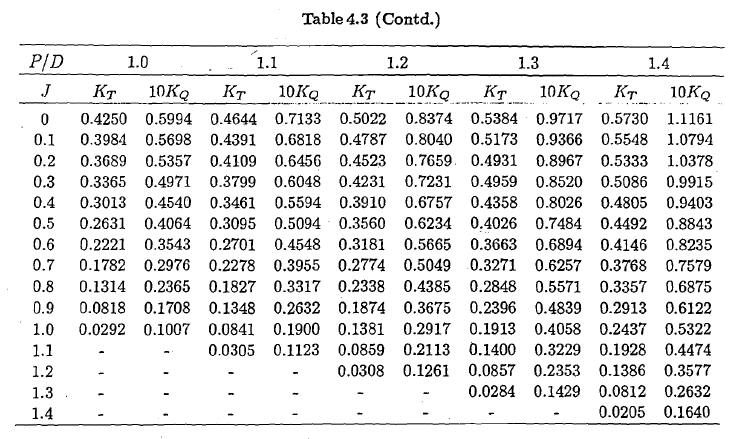 Table 4.3 (Contd.)
P/D 1.0 1.1 1.2 1.3 1.4
J K_T 10K_Q K_T 10K_Q K_T 10K_Q K_T 10K_Q K_T 10K_Q
0 0.4250 0.5994 0.4644 0.7133 0.5022 0.8374 0.5384 0.9717 0.5730 1.1161
0.1 0.3984 0.5698 0.4391 0.6818 0.4787 0.8040 0.5173 0.9366 0.5548 1.0794
0.2 0.3689 0.5357 0.4109 0.6456 0.4523 0.7659 0.4931 0.8967 0.5333 1.0378
0.3 0.3365 0.4971 0.3799 0.6048 0.4231 0.7231 0.4959 0.8520 0.5086 0.9915
0.4 0.3013 0.4540 0.3461 0.5594 0.3910 0.6757 0.4358 0.8026 0.4805 0.9403
0.5 0.2631 0.4064 0.3095 0.5094 0.3560 0.6234 0.4026 0.7484 0.4492 0.8843
0.6 0.2221 0.3543 0.2701 0.4548 0.3181 0.5665 0.3663 0.6894 0.4146 0.8235
0.7 0.1782 0.2976 0.2278 0.3955 0.2774 0.5049 0.3271 0.6257 0.3768 0.7579
0.8 0.1314 0.2365 0.1827 0.3317 0.2338 0.4385 0.2848 0.5571 0.3357 0.6875
0.9 0.0818 0.1708 0.1348 0.2632 0.1874 0.3675 0.2396 0.4839 0.2913 0.6122
1.0 0.0292 0.1007 0.0841 0.1900 0.1381 0.2917 0.1913 0.4058 0.2437 0.5322
1.1 - - 0.0305 0.1123 0.0859 0.2113 0.1400 0.3229 0.1928 0.4474
1.2 - - - - 0.0308 0.1261 0.0857 0.2353 0.1386 0.3577
1.3 - - - - - - 0.0284 0.1429 0.0812 0.2632
1.4 - - - - - - - - 0.0205 0.1640